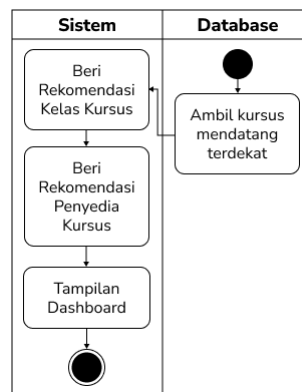 Sistem
Database
Beri
Rekomendasi
Kelas Kursus
Ambil kursus
mendatang
terdekat
Beri
Rekomendasi
Penyedia
Kursus
Tampilan
Dashboard